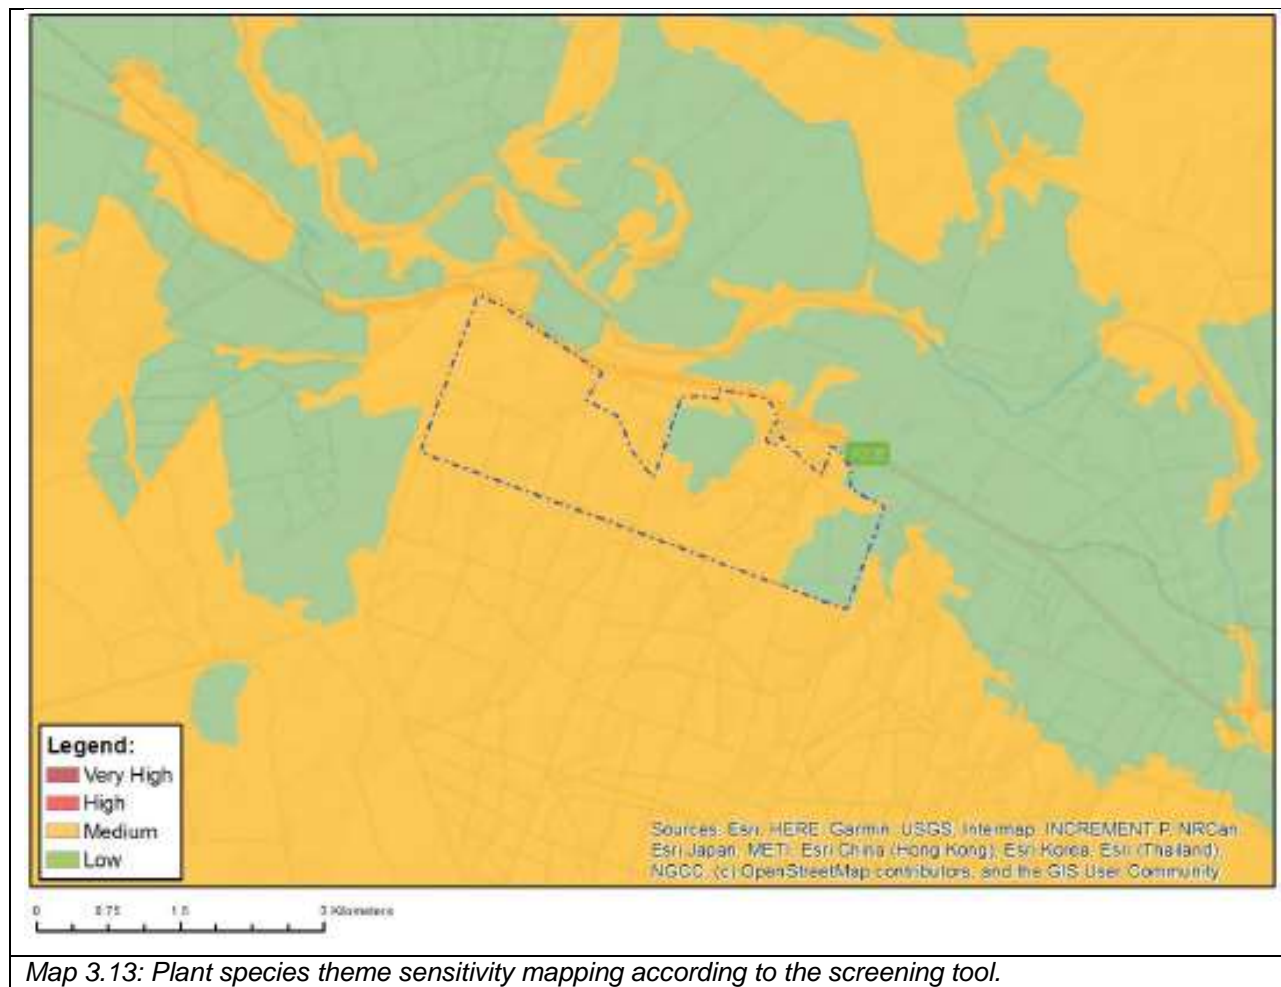 Legend:
Very High
High
Medium
Low
Sources: Esri, HERE, Garmin, USGS, Intermap, INCREMENT P, NRCan,
Esri Japan, METI, Esri China (Hong Kong), Esri Korea, Esri (Thailand),
NGCC, (c) OpenStreetMap contributors, and the GIS User Community
0 0.75 1.5 3 Kilometers
Map 3.13: Plant species theme sensitivity mapping according to the screening tool.